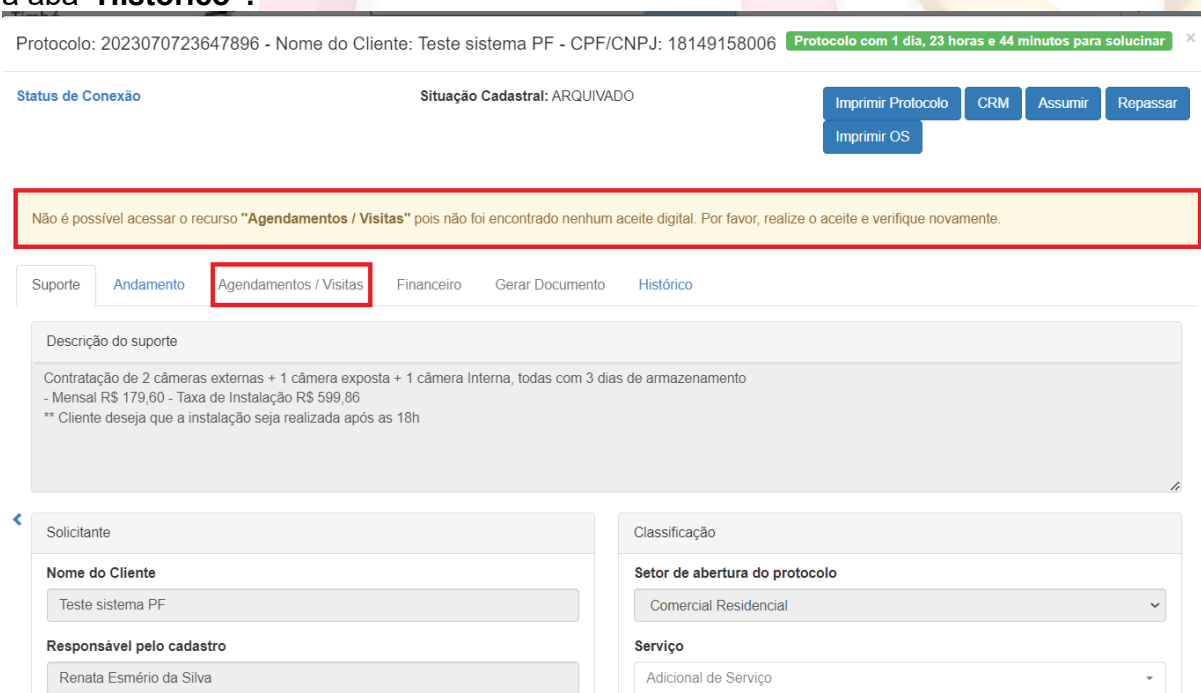 a aba "Histórico".
Protocolo: 2023070723647896 - Nome do Cliente: Teste sistema PF - CPF/CNPJ: 18149158006 Protocolo com 1 dia, 23 horas e 44 minutos para solucinar ×
Status de Conexão Situação Cadastral: ARQUIVADO Imprimir Protocolo CRM Assumir Repassar
Imprimir OS
Não é possível acessar o recurso "Agendamentos / Visitas" pois não foi encontrado nenhum aceite digital. Por favor, realize o aceite e verifique novamente.
Suporte Andamento Agendamentos / Visitas Financeiro Gerar Documento Histórico
Descrição do suporte
Contratação de 2 câmeras externas + 1 câmera exposta + 1 câmera Interna, todas com 3 dias de armazenamento
- Mensal R$ 179,60 - Taxa de Instalação R$ 599,86
** Cliente deseja que a instalação seja realizada após as 18h
Solicitante
Nome do Cliente
Teste sistema PF
Responsável pelo cadastro
Renata Esmério da Silva
Classificação
Setor de abertura do protocolo
Comercial Residencial
Serviço
Adicional de Serviço